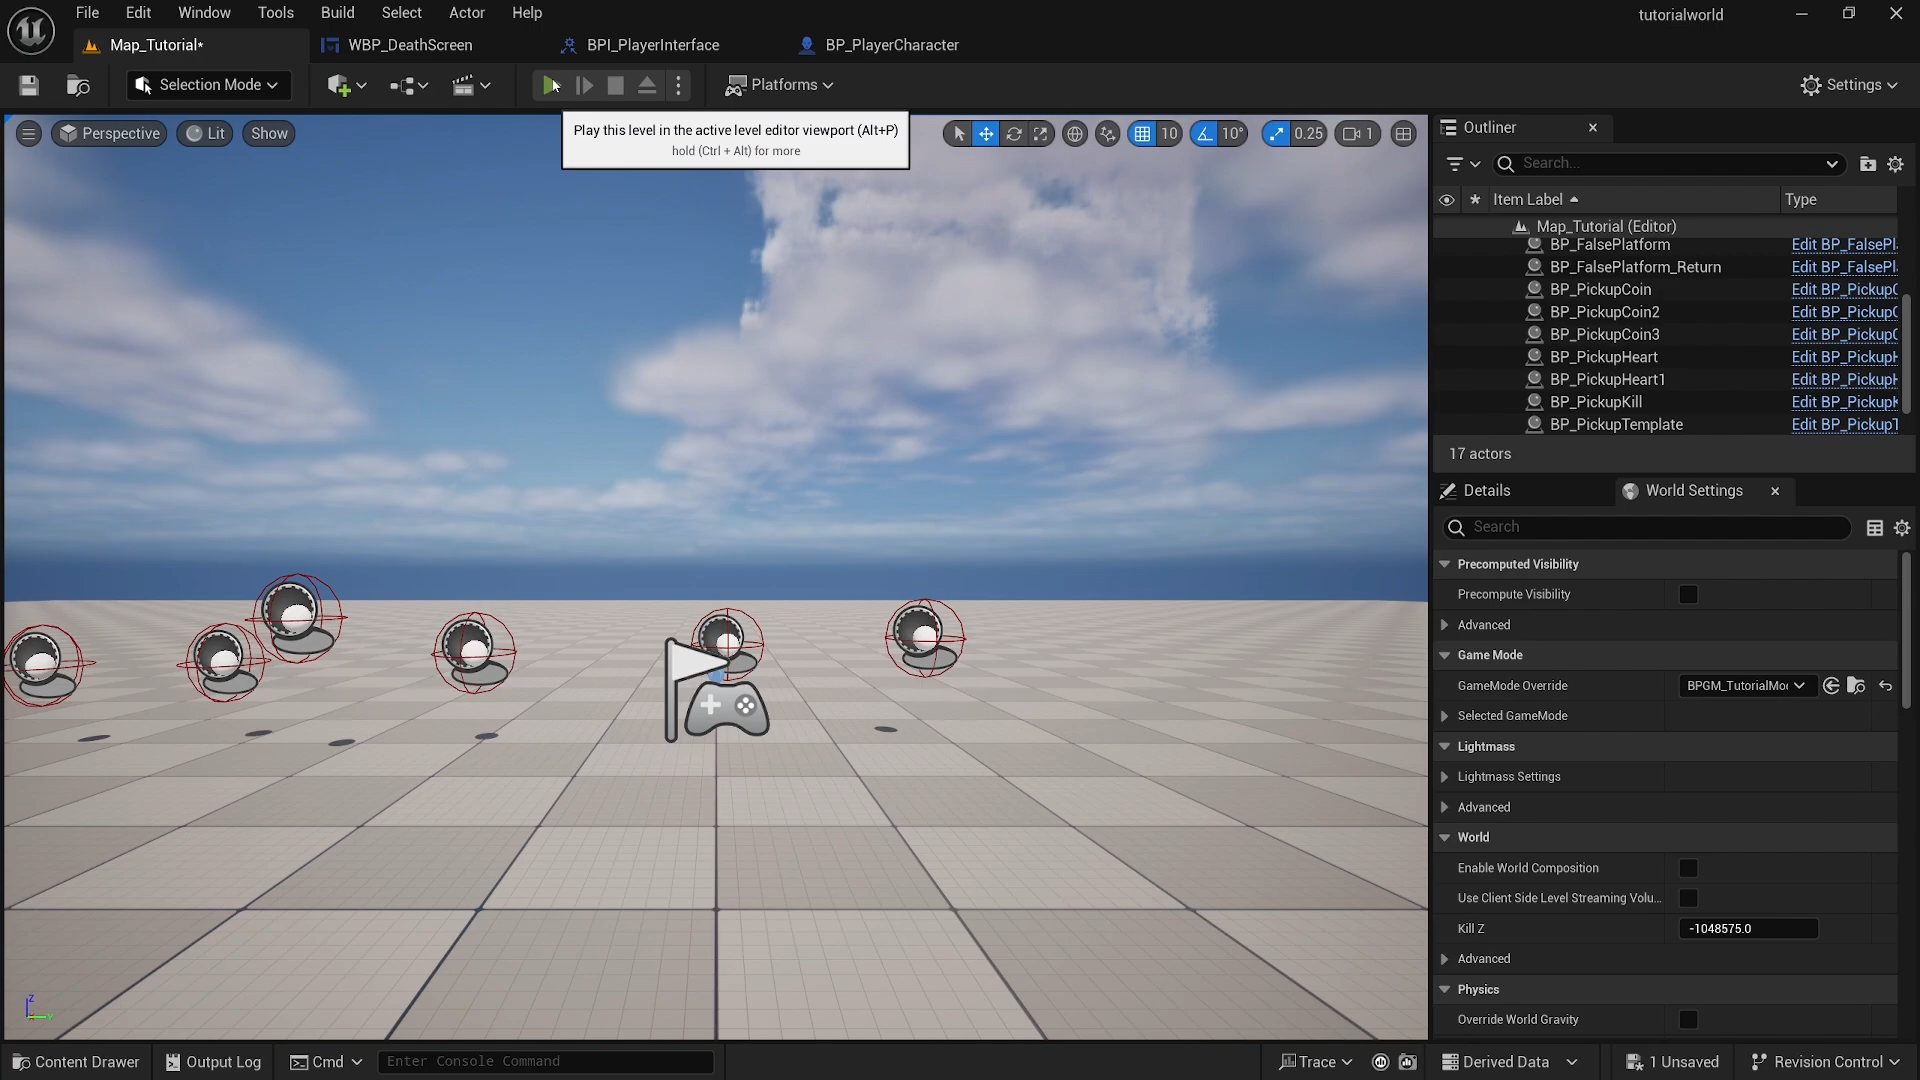 File Edit Window Tools Build Select Actor Help
tutorialworld
Map_Tutorial*
WBP_DeathScreen
BPI_PlayerInterface
BP_PlayerCharacter
Selection Mode
Platforms
Settings
Play this level in the active level editor viewport (Alt+P)
hold (Ctrl + Alt) for more
Perspective
Lit
Show
10
10°
0.25
1
Outliner
Search...
Item Label
Type
Map_Tutorial (Editor)
BP_FalsePlatform Edit BP_FalsePl
BP_FalsePlatform_Return Edit BP_FalsePl
BP_PickupCoin Edit BP_PickupC
BP_PickupCoin2 Edit BP_PickupC
BP_PickupCoin3 Edit BP_PickupC
BP_PickupHeart Edit BP_PickupH
BP_PickupHeart1 Edit BP_PickupH
BP_PickupKill Edit BP_PickupK
BP_PickupTemplate Edit BP_PickupT
17 actors
Details
World Settings
Search
Precomputed Visibility
Precompute Visibility
Advanced
Game Mode
GameMode Override BPGM_TutorialMo
Selected GameMode
Lightmass
Lightmass Settings
Advanced
World
Enable World Composition
Use Client Side Level Streaming Volu...
Kill Z -1048575.0
Advanced
Physics
Override World Gravity
Z
Y
Content Drawer
Output Log
Cmd
Enter Console Command
Trace
Derived Data
1 Unsaved
Revision Control